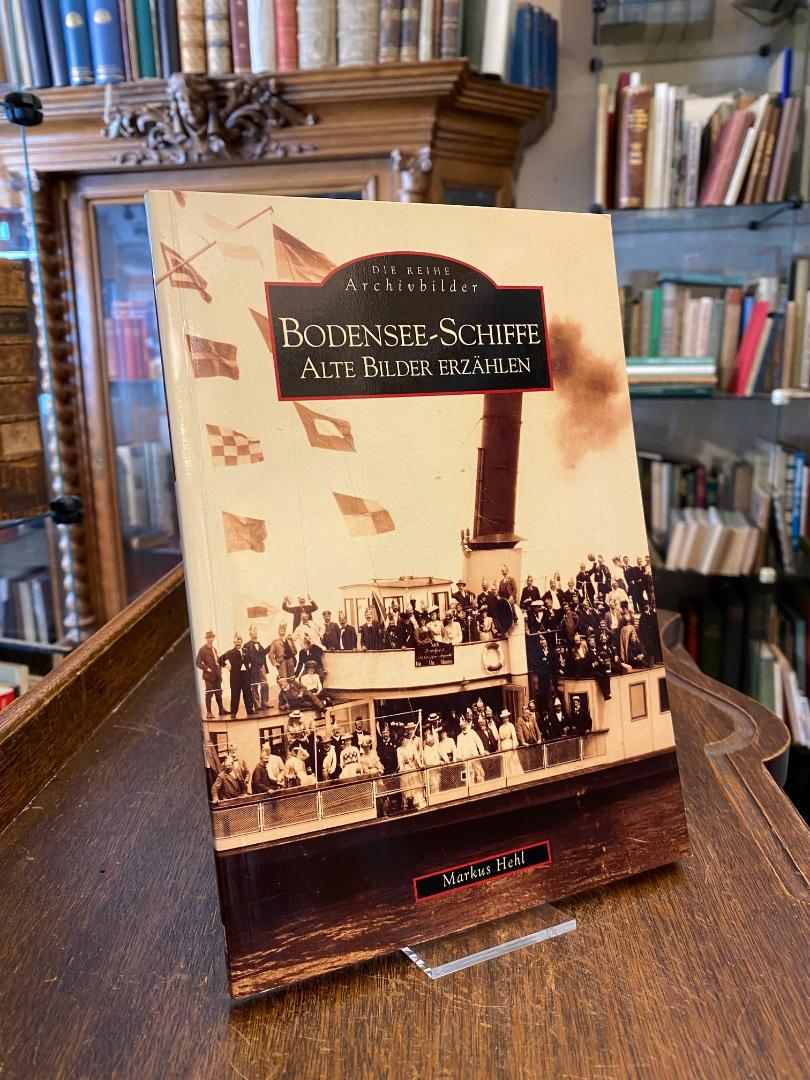 DIE REIHE
Archivbilder
BODENSEE-SCHIFFE
ALTE BILDER ERZÄHLEN
Markus Hehl